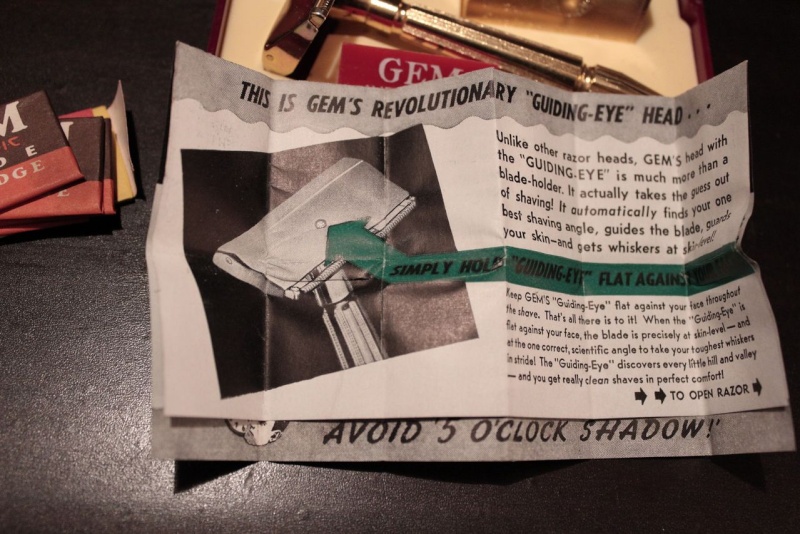 GEM
THIS IS GEM'S REVOLUTIONARY "GUIDING-EYE" HEAD...
Unlike other razor heads, GEM'S head with
the "GUIDING-EYE" is much more than a
blade-holder. It actually takes the guess out
of shaving! It automatically finds your one
best shaving angle, guides the blade, guards
your skin—and gets whiskers at skin-level!
SIMPLY HOLD "GUIDING-EYE" FLAT AGAINST
Keep GEM'S "Guiding-Eye" flat against your face throughout
the shave. That's all there is to it! When the "Guiding-Eye" is
flat against your face, the blade is precisely at skin-level—and
at the one correct, scientific angle to take your toughest whiskers
in stride! The "Guiding-Eye" discovers every little hill and valley
—and you get really clean shaves in perfect comfort!
TO OPEN RAZOR
AVOID '5 O'CLOCK SHADOW!'